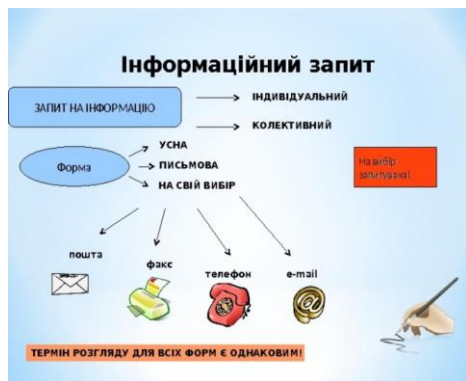 Інформаційний запит
ЗАПИТ НА ІНФОРМАЦІЮ
ІНДИВІДУАЛЬНИЙ
КОЛЕКТИВНИЙ
Форма
УСНА
ПИСЬМОВА
НА СВІЙ ВИБІР
На вибір
запитувача!
пошта
факс
телефон
e-mail
ТЕРМІН РОЗГЛЯДУ ДЛЯ ВСІХ ФОРМ Є ОДНАКОВИМ!